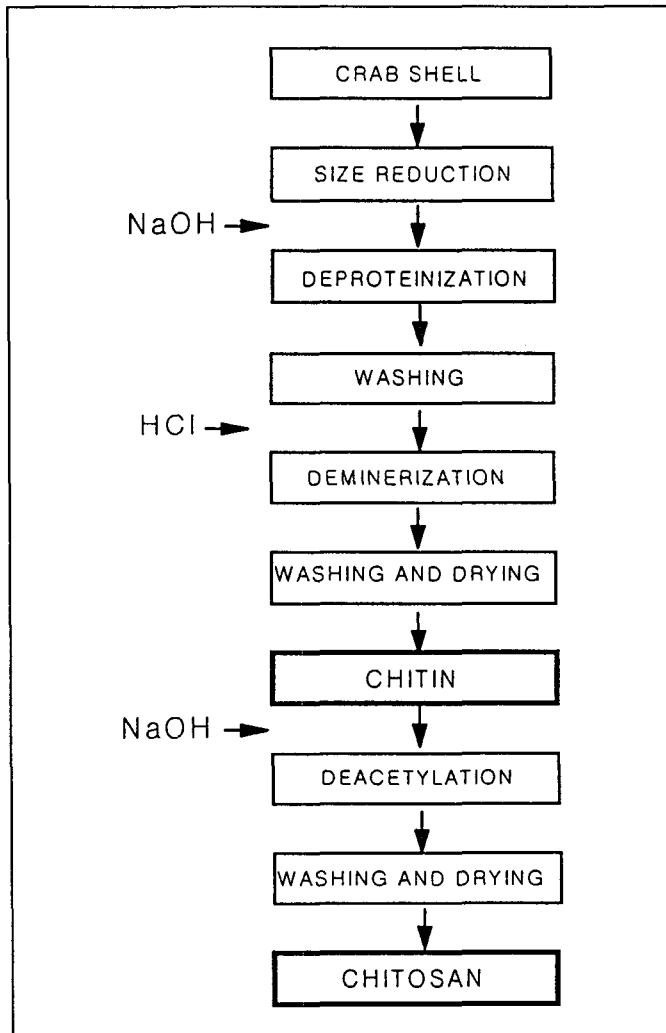 CRAB SHELL
SIZE REDUCTION
NaOH
DEPROTEINIZATION
WASHING
HCl
DEMINERIZATION
WASHING AND DRYING
CHITIN
NaOH
DEACETYLATION
WASHING AND DRYING
CHITOSAN